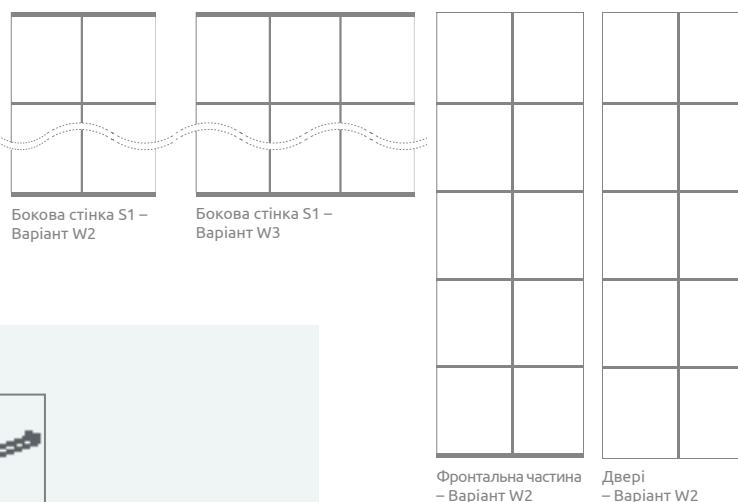 Бокова стінка S1 –
Варіант W2
Бокова стінка S1 –
Варіант W3
Фронтальна частина
– Варіант W2
Двері
– Варіант W2